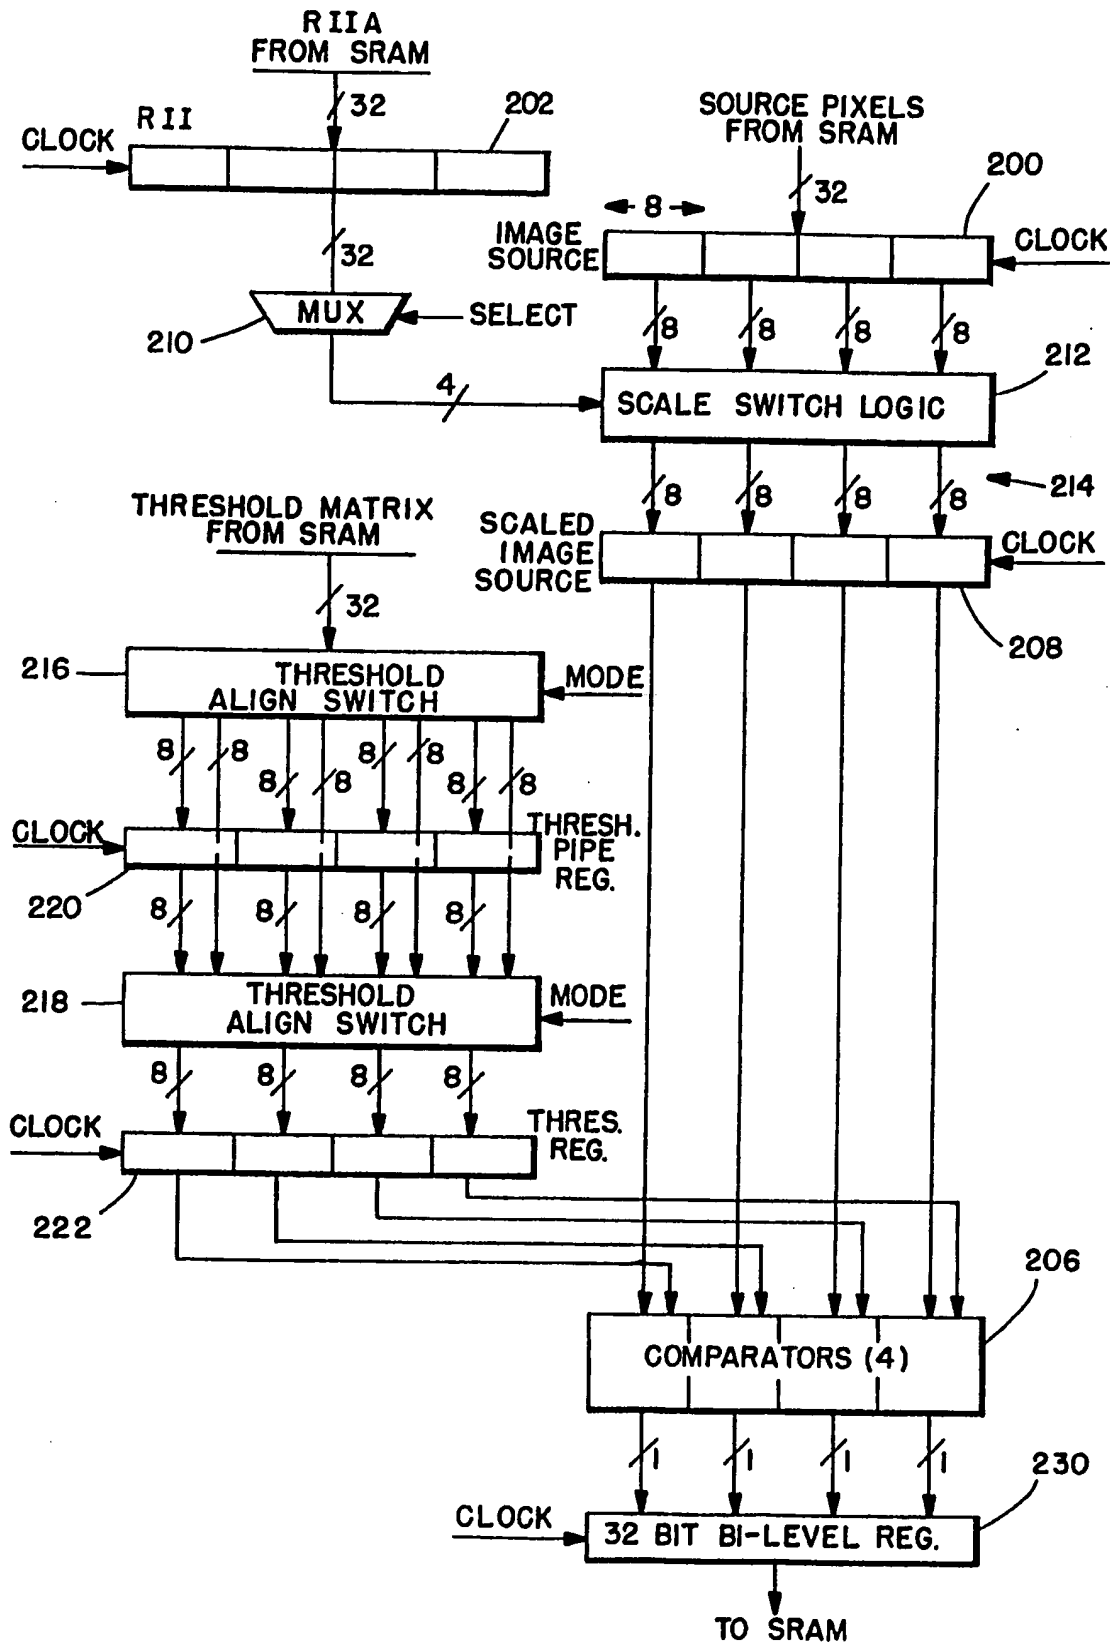 RIIA
FROM SRAM
32
RII
202
CLOCK
SOURCE PIXELS
FROM SRAM
32
200
8
IMAGE
SOURCE
CLOCK
32
MUX
SELECT
210
8 8 8 8
212
4
SCALE SWITCH LOGIC
8 8 8 8
214
THRESHOLD MATRIX
FROM SRAM
SCALED
IMAGE
SOURCE
CLOCK
32
208
216
THRESHOLD
ALIGN SWITCH
MODE
8 8 8 8 8 8 8 8
CLOCK
THRESH.
PIPE
REG.
220
8 8 8 8
218
THRESHOLD
ALIGN SWITCH
MODE
8 8 8 8
CLOCK
THRES.
REG.
222
206
COMPARATORS (4)
1 1 1 1
230
CLOCK
32 BIT BI-LEVEL REG.
TO SRAM